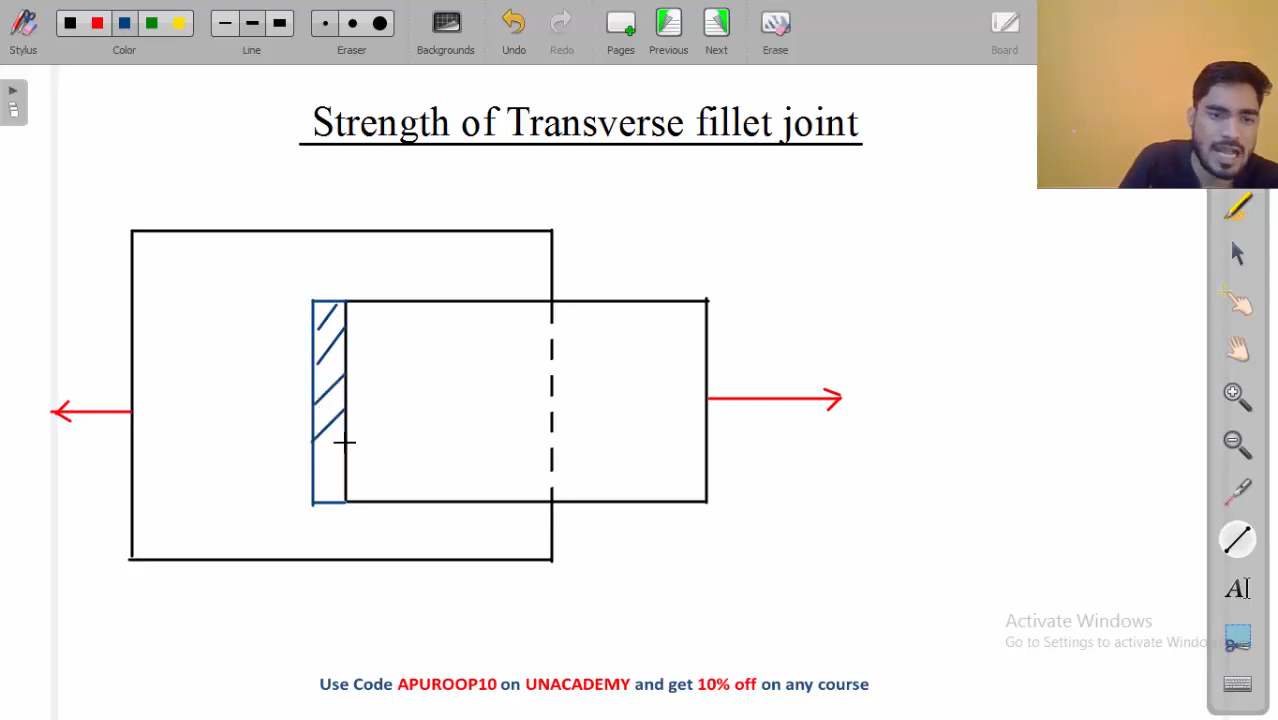 Stylus
Color
Line
Eraser
Backgrounds
Undo
Redo
Pages
Previous
Next
Erase
Board
Strength of Transverse fillet joint
Activate Windows
Go to Settings to activate Windows
Use Code APUROOP10 on UNACADEMY and get 10% off on any course